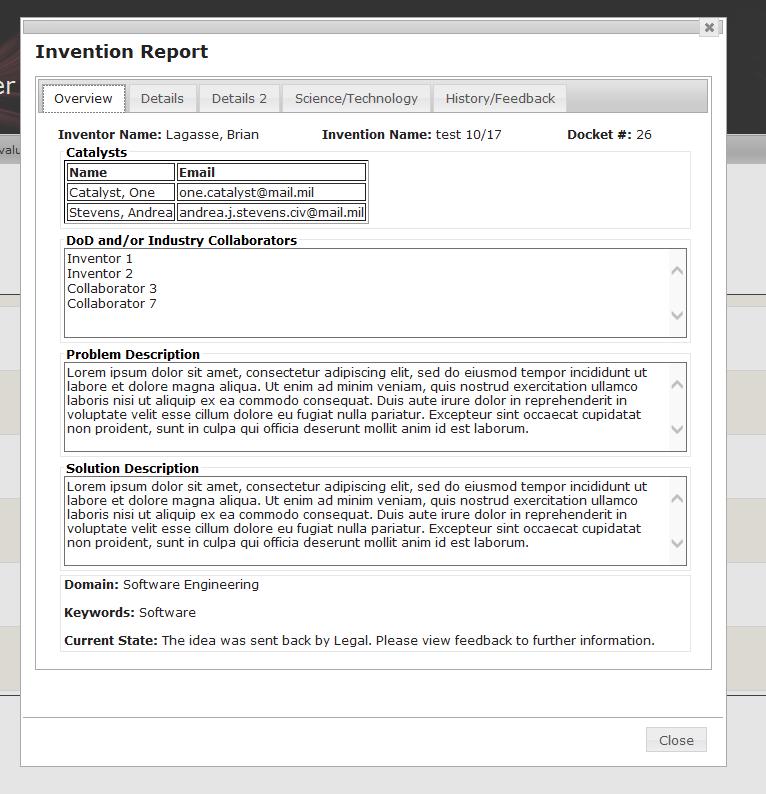 Invention Report
er
Overview Details Details 2 Science/Technology History/Feedback
Inventor Name: Lagasse, Brian Invention Name: test 10/17 Docket #: 26
valu
Catalysts
Name Email
Catalyst, One one.catalyst@mail.mil
Stevens, Andrea andrea.j.stevens.civ@mail.mil
DoD and/or Industry Collaborators
Inventor 1
Inventor 2
Collaborator 3
Collaborator 7
Problem Description
Lorem ipsum dolor sit amet, consectetur adipiscing elit, sed do eiusmod tempor incididunt ut
labore et dolore magna aliqua. Ut enim ad minim veniam, quis nostrud exercitation ullamco
laboris nisi ut aliquip ex ea commodo consequat. Duis aute irure dolor in reprehenderit in
voluptate velit esse cillum dolore eu fugiat nulla pariatur. Excepteur sint occaecat cupidatat
non proident, sunt in culpa qui officia deserunt mollit anim id est laborum.
Solution Description
Lorem ipsum dolor sit amet, consectetur adipiscing elit, sed do eiusmod tempor incididunt ut
labore et dolore magna aliqua. Ut enim ad minim veniam, quis nostrud exercitation ullamco
laboris nisi ut aliquip ex ea commodo consequat. Duis aute irure dolor in reprehenderit in
voluptate velit esse cillum dolore eu fugiat nulla pariatur. Excepteur sint occaecat cupidatat
non proident, sunt in culpa qui officia deserunt mollit anim id est laborum.
Domain: Software Engineering
Keywords: Software
Current State: The idea was sent back by Legal. Please view feedback to further information.
Close